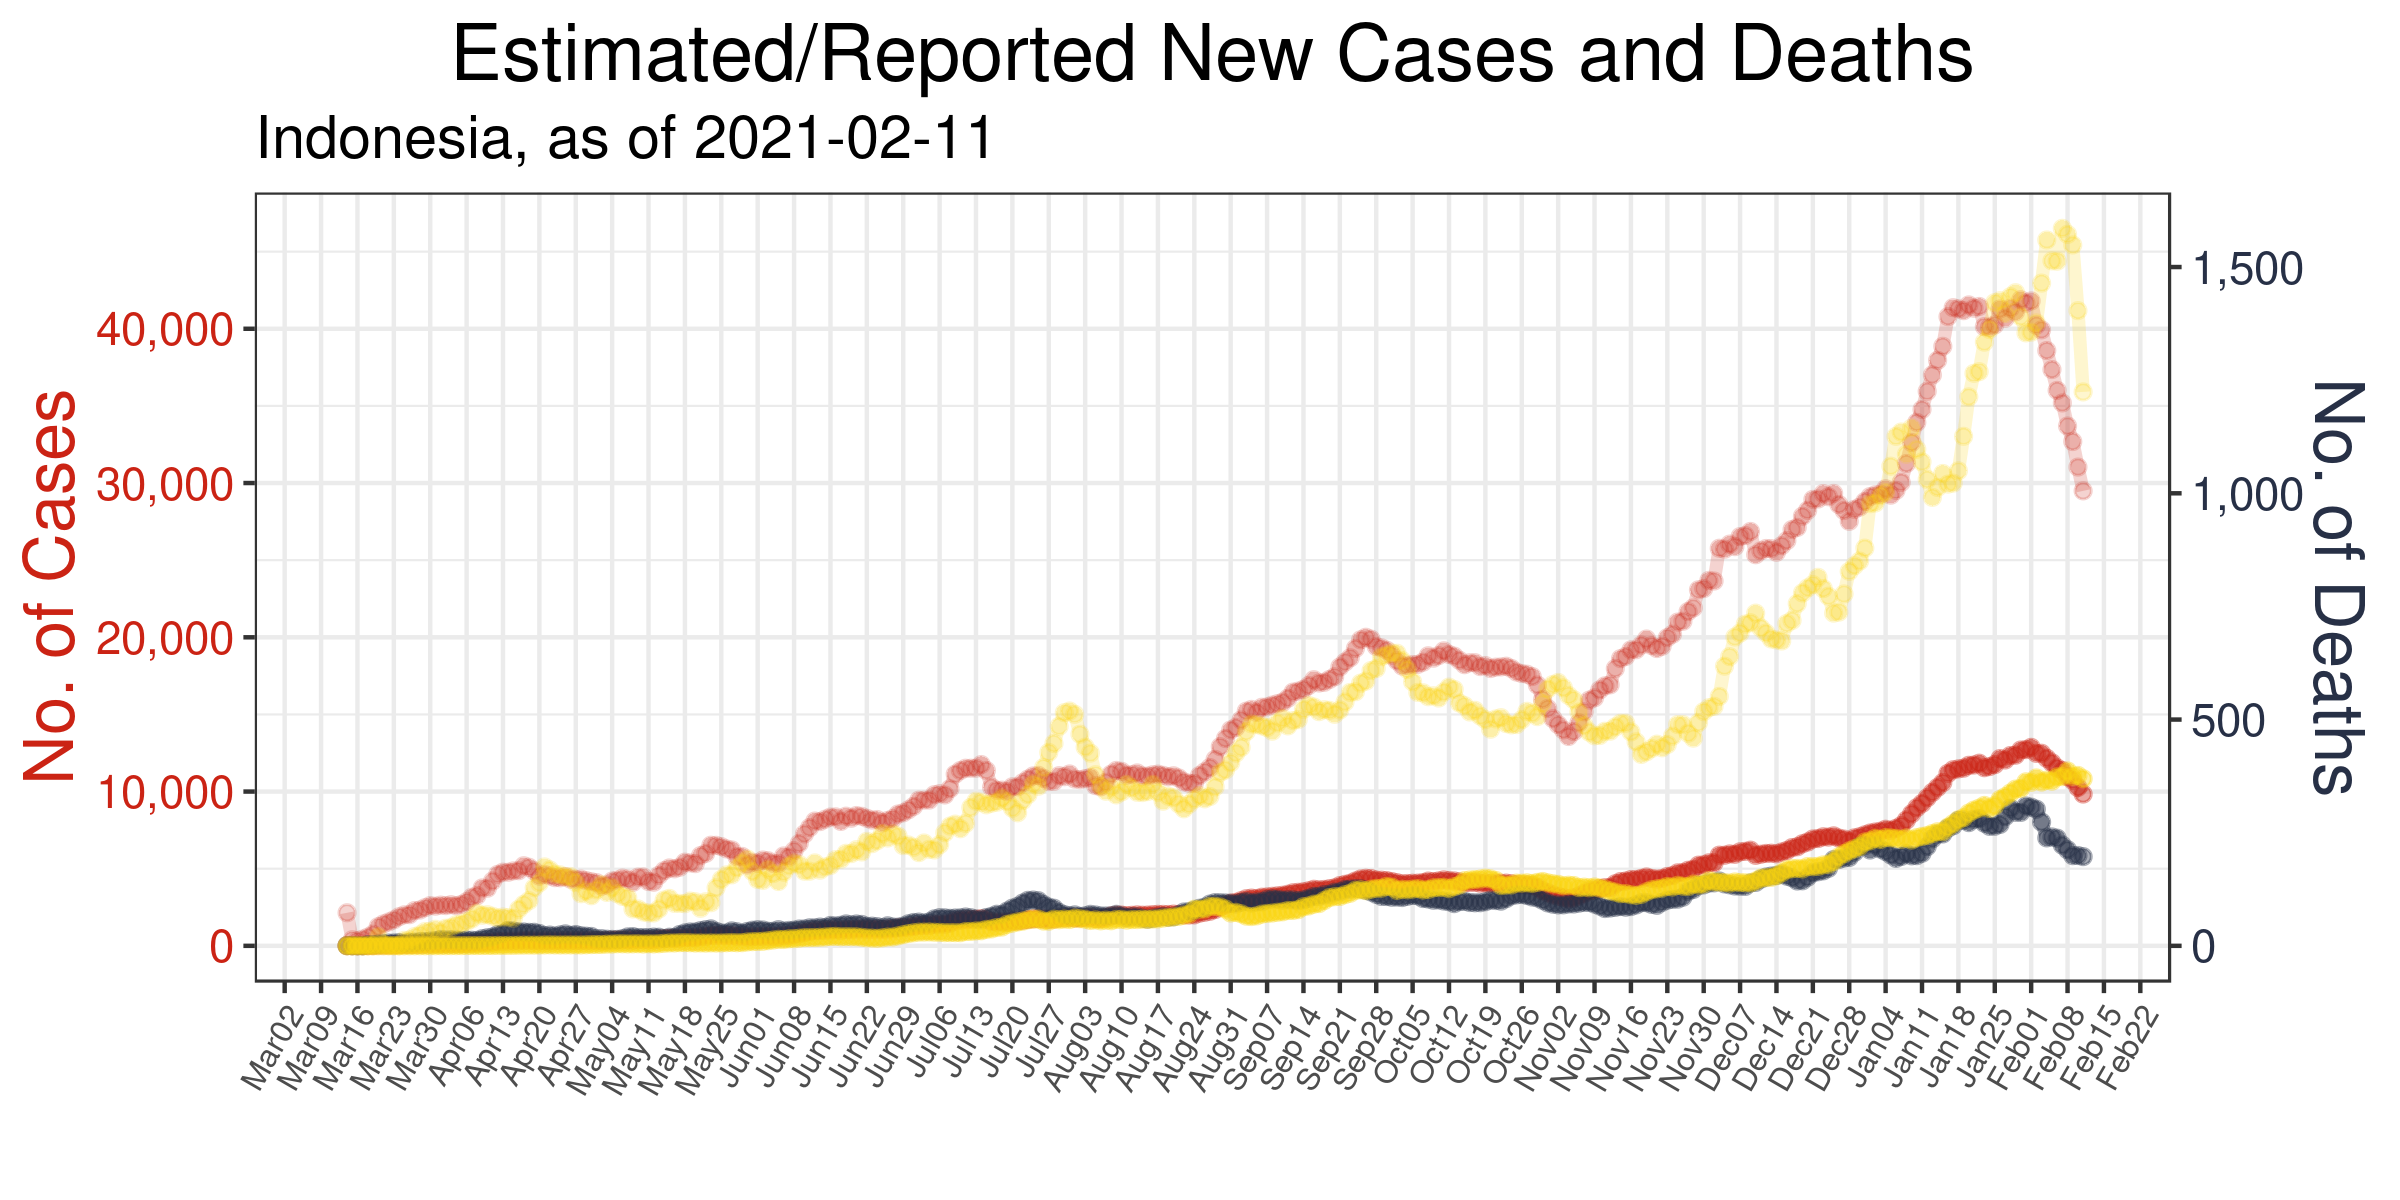 Estimated/Reported New Cases and Deaths
Indonesia, as of 2021-02-11
No. of Cases
40,000
30,000
20,000
10,000
0
1,500
1,000
500
0
No. of Deaths
Mar02
Mar09
Mar16
Mar23
Mar30
Apr06
Apr13
Apr20
Apr27
May04
May11
May18
May25
Jun01
Jun08
Jun15
Jun22
Jun29
Jul06
Jul13
Jul20
Jul27
Aug03
Aug10
Aug17
Aug24
Aug31
Sep07
Sep14
Sep21
Sep28
Oct05
Oct12
Oct19
Oct26
Nov02
Nov09
Nov16
Nov23
Nov30
Dec07
Dec14
Dec21
Dec28
Jan04
Jan11
Jan18
Jan25
Feb01
Feb08
Feb15
Feb22